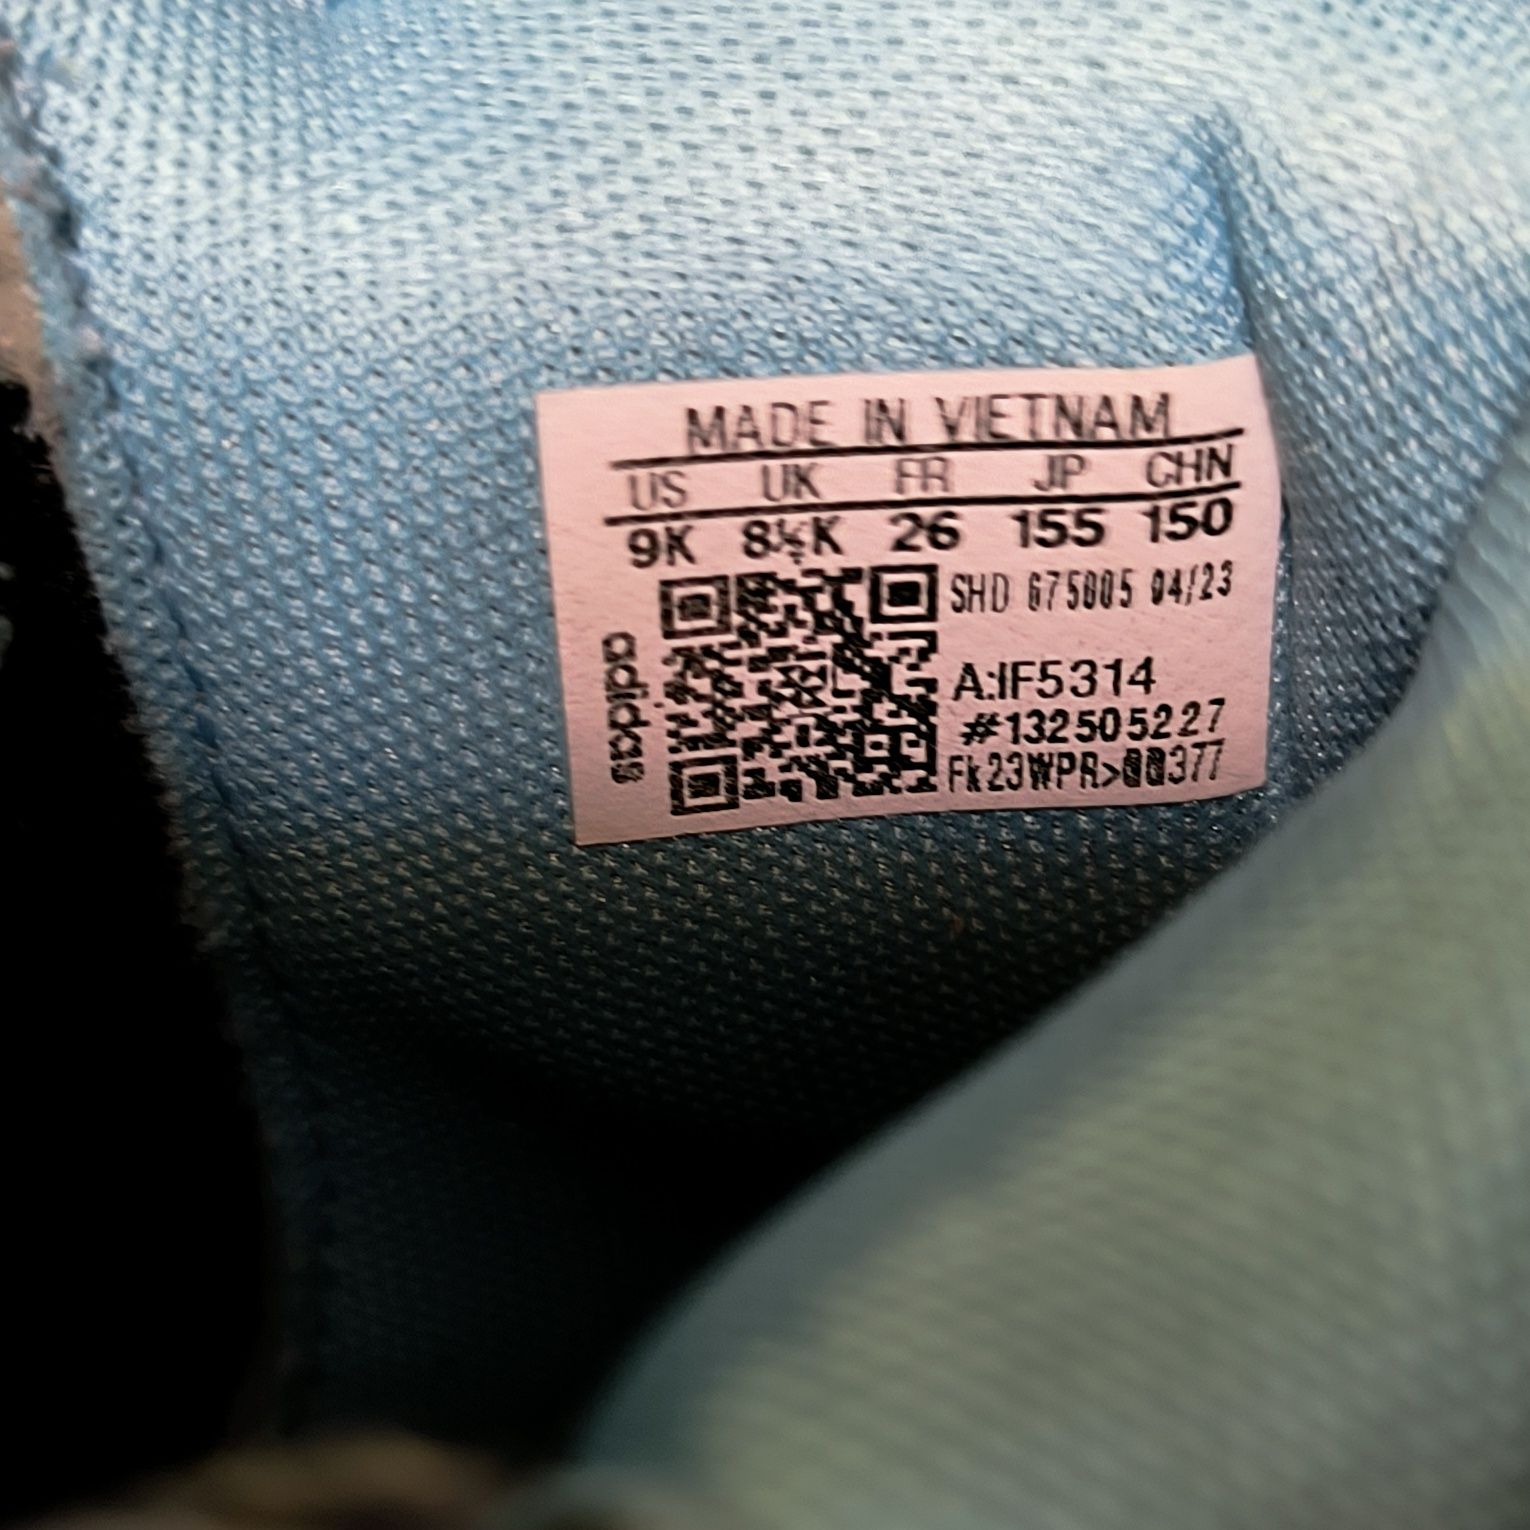 MADE IN VIETNAM
US UK FR JP CHN
9K 8½K 26 155 150
SHD 675005 04/23
adidas
A:IF5314
#132505227
Fk23WPR>00377